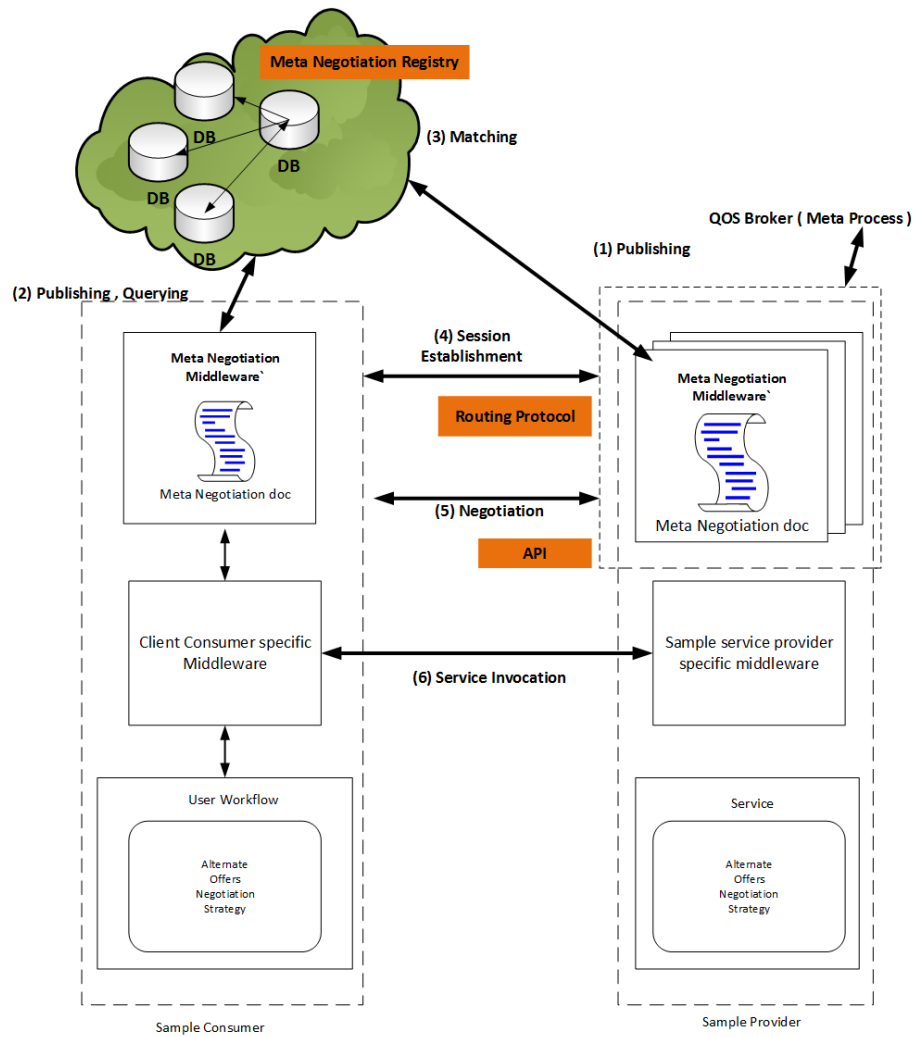 Meta Negotiation Registry
DB
DB
DB
DB
(3) Matching
QOS Broker ( Meta Process )
(1) Publishing
(2) Publishing , Querying
(4) Session
Establishment
Meta Negotiation
Middleware`
Meta Negotiation doc
Routing Protocol
Meta Negotiation
Middleware`
Meta Negotiation doc
(5) Negotiation
API
Client Consumer specific
Middleware
Sample service provider
specific middleware
(6) Service Invocation
User Workflow
Alternate
Offers
Negotiation
Strategy
Service
Alternate
Offers
Negotiation
Strategy
Sample Consumer
Sample Provider